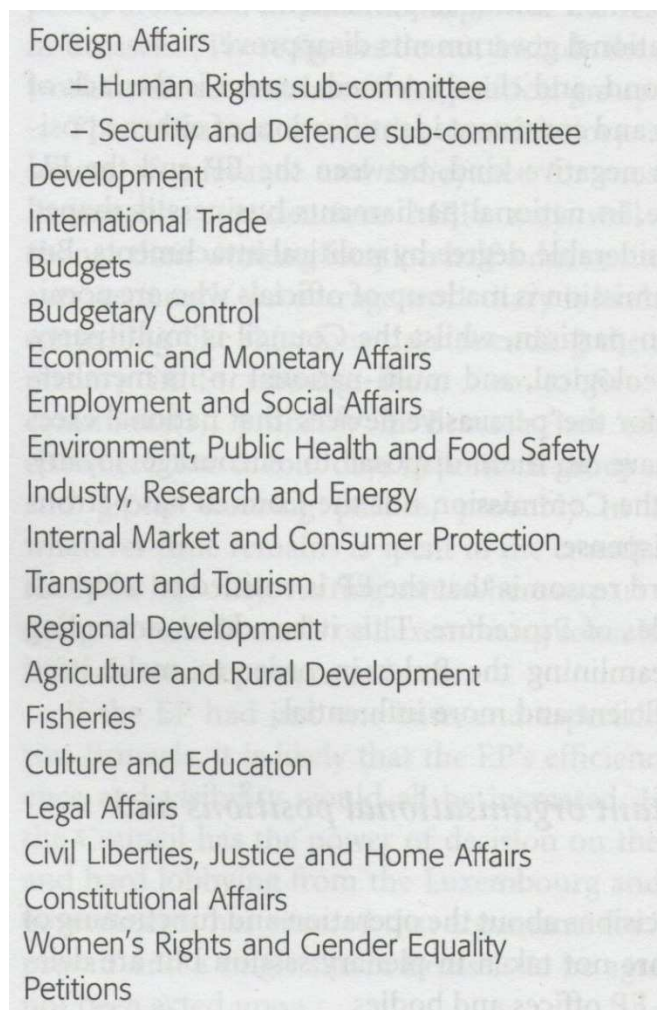 Foreign Affairs
– Human Rights sub-committee
– Security and Defence sub-committee
Development
International Trade
Budgets
Budgetary Control
Economic and Monetary Affairs
Employment and Social Affairs
Environment, Public Health and Food Safety
Industry, Research and Energy
Internal Market and Consumer Protection
Transport and Tourism
Regional Development
Agriculture and Rural Development
Fisheries
Culture and Education
Legal Affairs
Civil Liberties, Justice and Home Affairs
Constitutional Affairs
Women's Rights and Gender Equality
Petitions